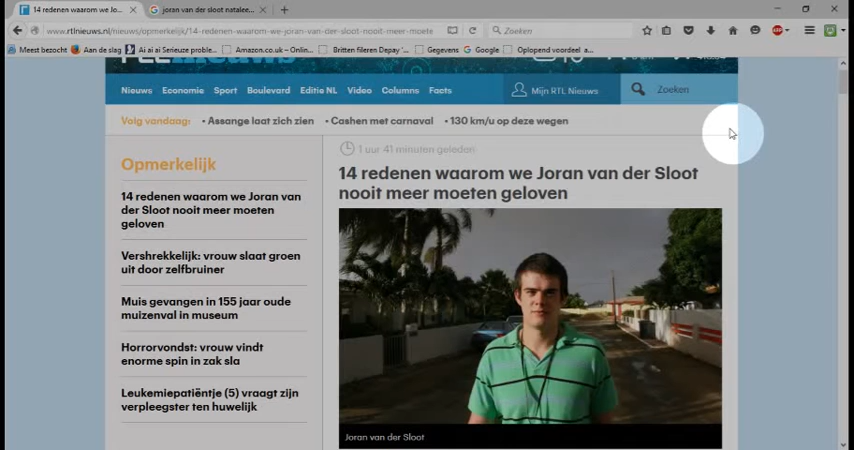 14 redenen waarom we Jo...
joran van der sloot natalee...
www.rtlnieuws.nl/nieuws/opmerkelijk/14-redenen-waarom-we-joran-van-der-sloot-nooit-meer-moete
Zoeken
Meest bezocht
Aan de slag
Ai ai ai Serieuze proble...
Amazon.co.uk – Onlin...
Britten fileren Depay '...
Gegevens
Google
Oplopend voordeel a...
nieuws
Nieuws Economie Sport Boulevard Editie NL Video Columns Facts
Mijn RTL Nieuws
Zoeken
Volg vandaag: • Assange laat zich zien • Cashen met carnaval • 130 km/u op deze wegen
Opmerkelijk
14 redenen waarom we Joran van
der Sloot nooit meer moeten
geloven
Vershrekkelijk: vrouw slaat groen
uit door zelfbruiner
Muis gevangen in 155 jaar oude
muizenval in museum
Horrorvondst: vrouw vindt
enorme spin in zak sla
Leukemiepatiëntje (5) vraagt zijn
verpleegster ten huwelijk
1 uur 41 minuten geleden
14 redenen waarom we Joran van der Sloot
nooit meer moeten geloven
Joran van der Sloot